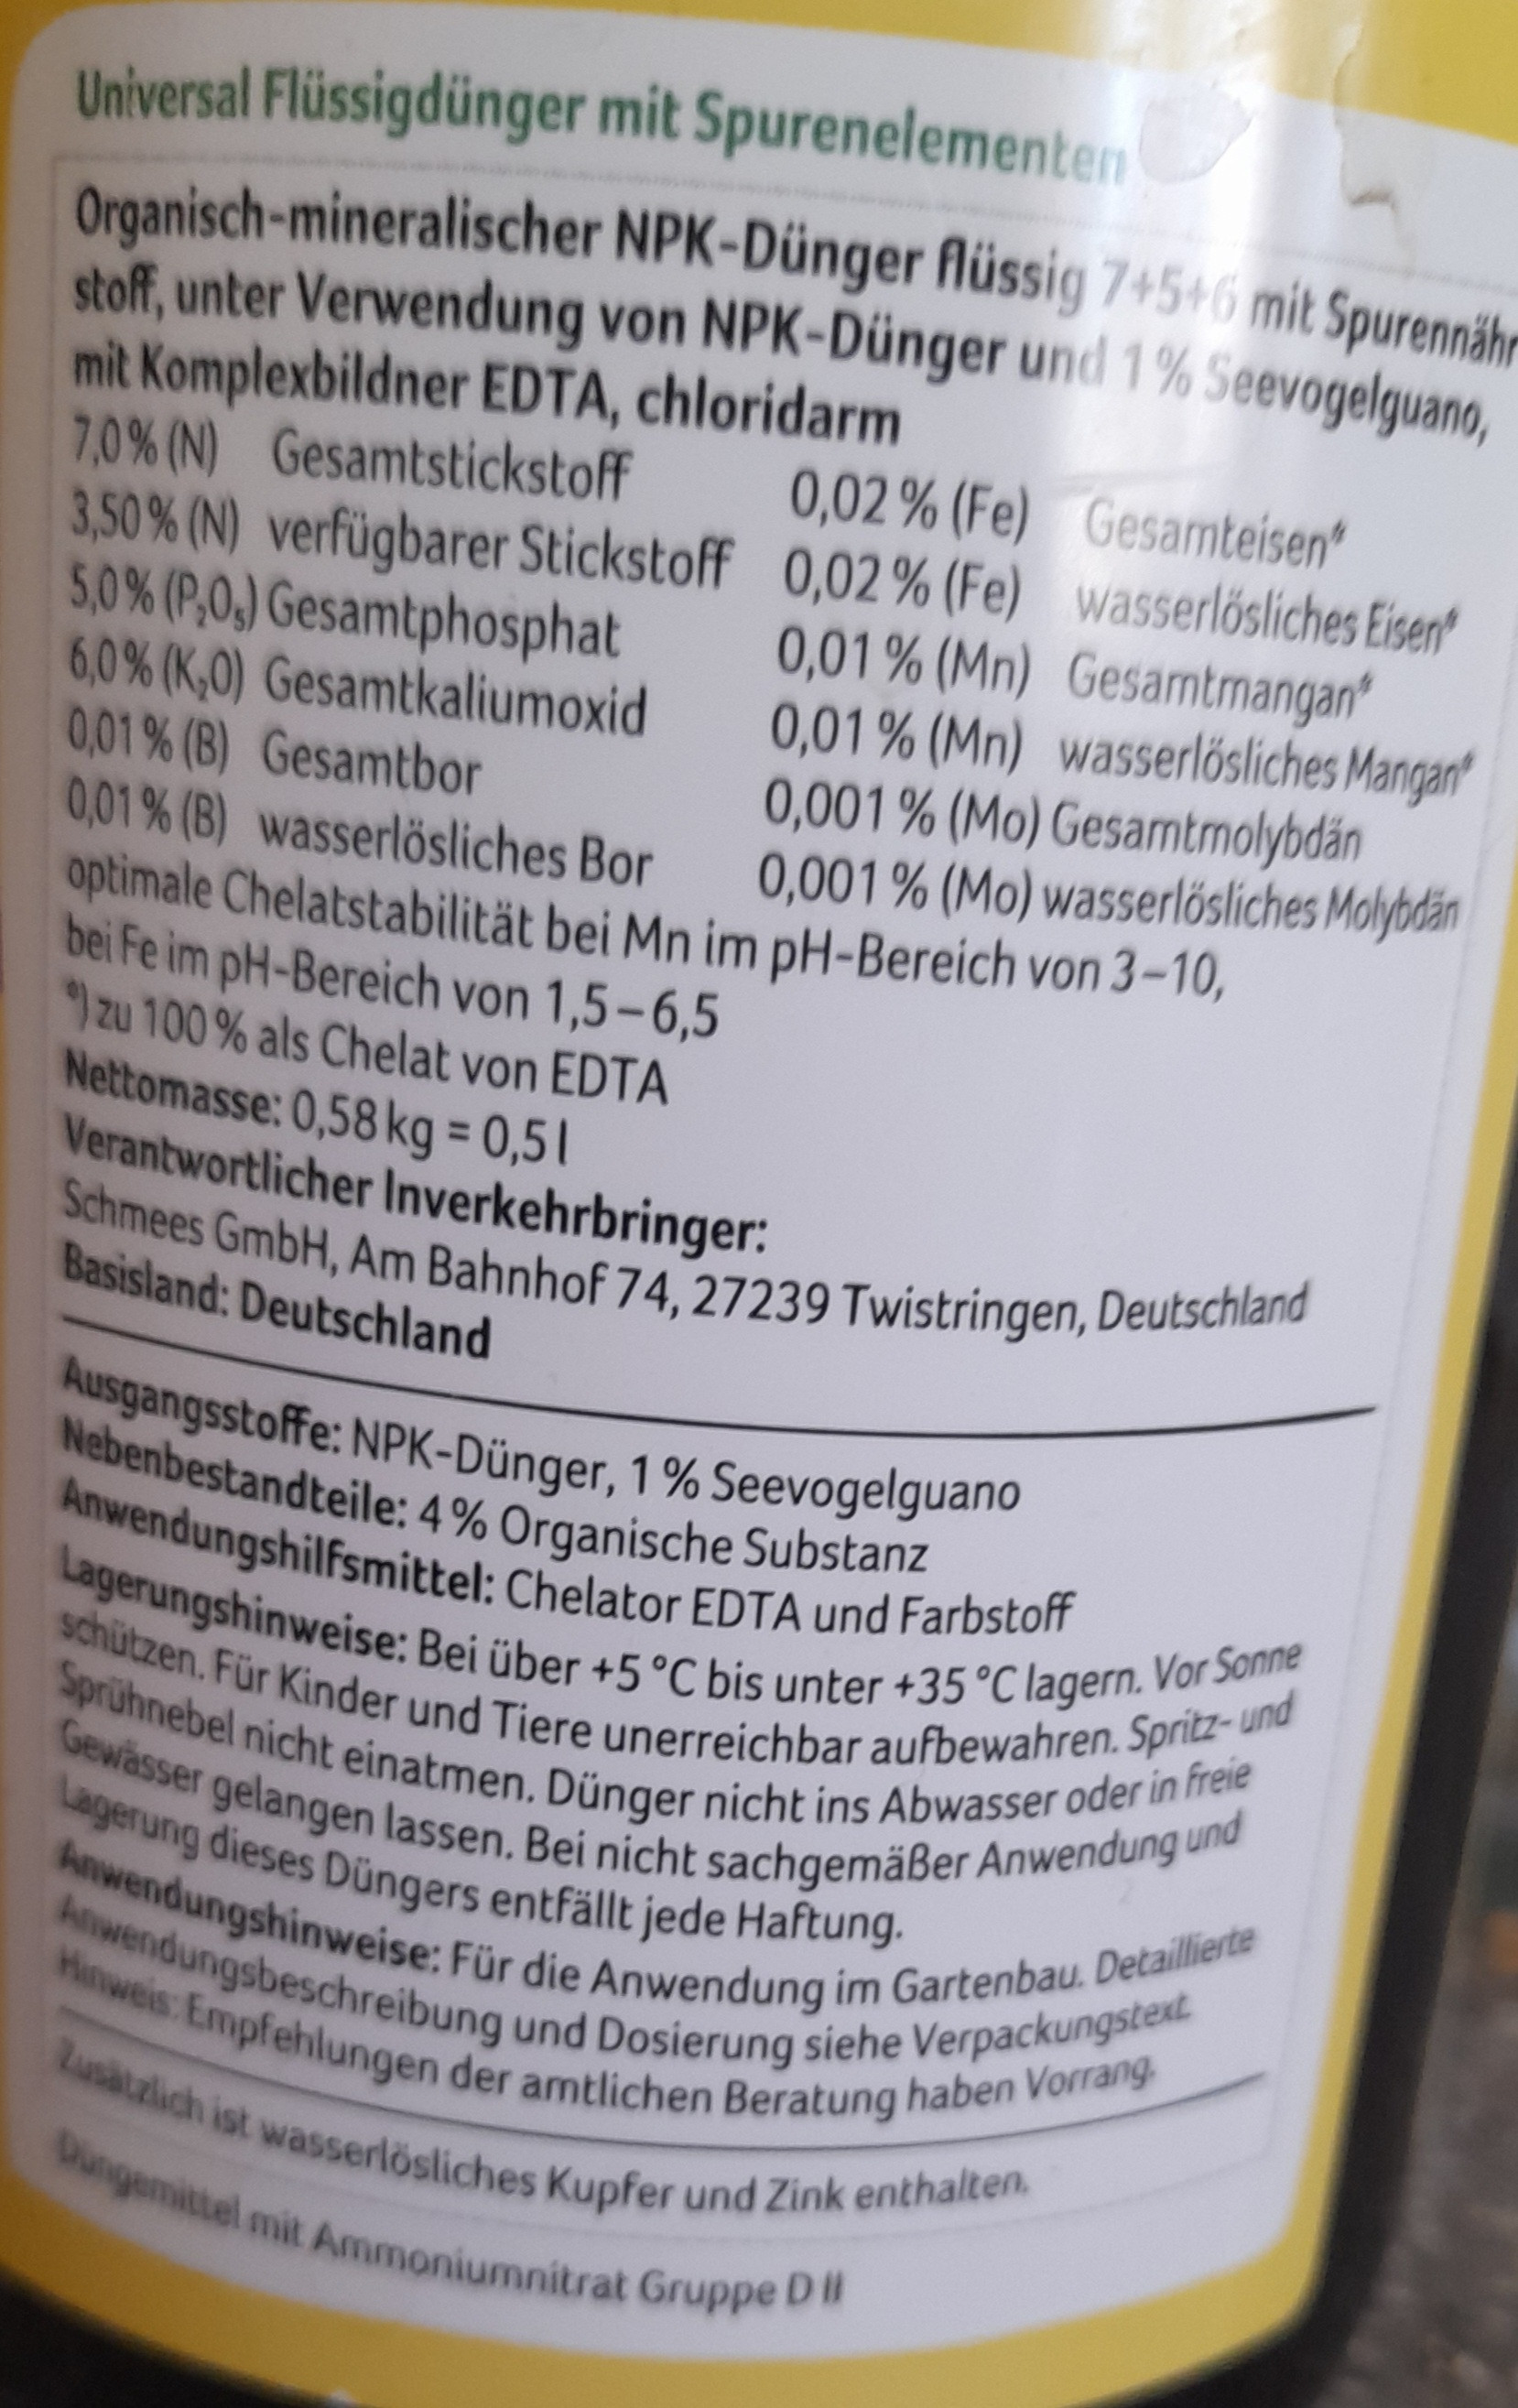 Universal Flüssigdünger mit Spurenelementen
Organisch-mineralischer NPK-Dünger flüssig 7+5+6 mit Spurennähr
stoff, unter Verwendung von NPK-Dünger und 1 % Seevogelguano,
mit Komplexbildner EDTA, chloridarm
7,0 % (N) Gesamtstickstoff
3,50 % (N) verfügbarer Stickstoff
5,0 % (P₂O₅) Gesamtphosphat
6,0 % (K₂O) Gesamtkaliumoxid
0,01 % (B) Gesamtbor
0,01 % (B) wasserlösliches Bor
0,02 % (Fe) Gesamteisen*
0,02 % (Fe) wasserlösliches Eisen*
0,01 % (Mn) Gesamtmangan*
0,01 % (Mn) wasserlösliches Mangan*
0,001 % (Mo) Gesamtmolybdän
0,001 % (Mo) wasserlösliches Molybdän
optimale Chelatstabilität bei Mn im pH-Bereich von 3–10,
bei Fe im pH-Bereich von 1,5–6,5
*) zu 100 % als Chelat von EDTA
Nettomasse: 0,58 kg = 0,5 l
Verantwortlicher Inverkehrbringer:
Schmees GmbH, Am Bahnhof 74, 27239 Twistringen, Deutschland
Basisland: Deutschland
Ausgangsstoffe: NPK-Dünger, 1 % Seevogelguano
Nebenbestandteile: 4 % Organische Substanz
Anwendungshilfsmittel: Chelator EDTA und Farbstoff
Lagerungshinweise: Bei über +5 °C bis unter +35 °C lagern. Vor Sonne
schützen. Für Kinder und Tiere unerreichbar aufbewahren. Spritz- und
Sprühnebel nicht einatmen. Dünger nicht ins Abwasser oder in freie
Gewässer gelangen lassen. Bei nicht sachgemäßer Anwendung und
Lagerung dieses Düngers entfällt jede Haftung.
Anwendungshinweise: Für die Anwendung im Gartenbau. Detaillierte
Anwendungsbeschreibung und Dosierung siehe Verpackungstext.
Hinweis: Empfehlungen der amtlichen Beratung haben Vorrang.
Zusätzlich ist wasserlösliches Kupfer und Zink enthalten.
Düngemittel mit Ammoniumnitrat Gruppe D II